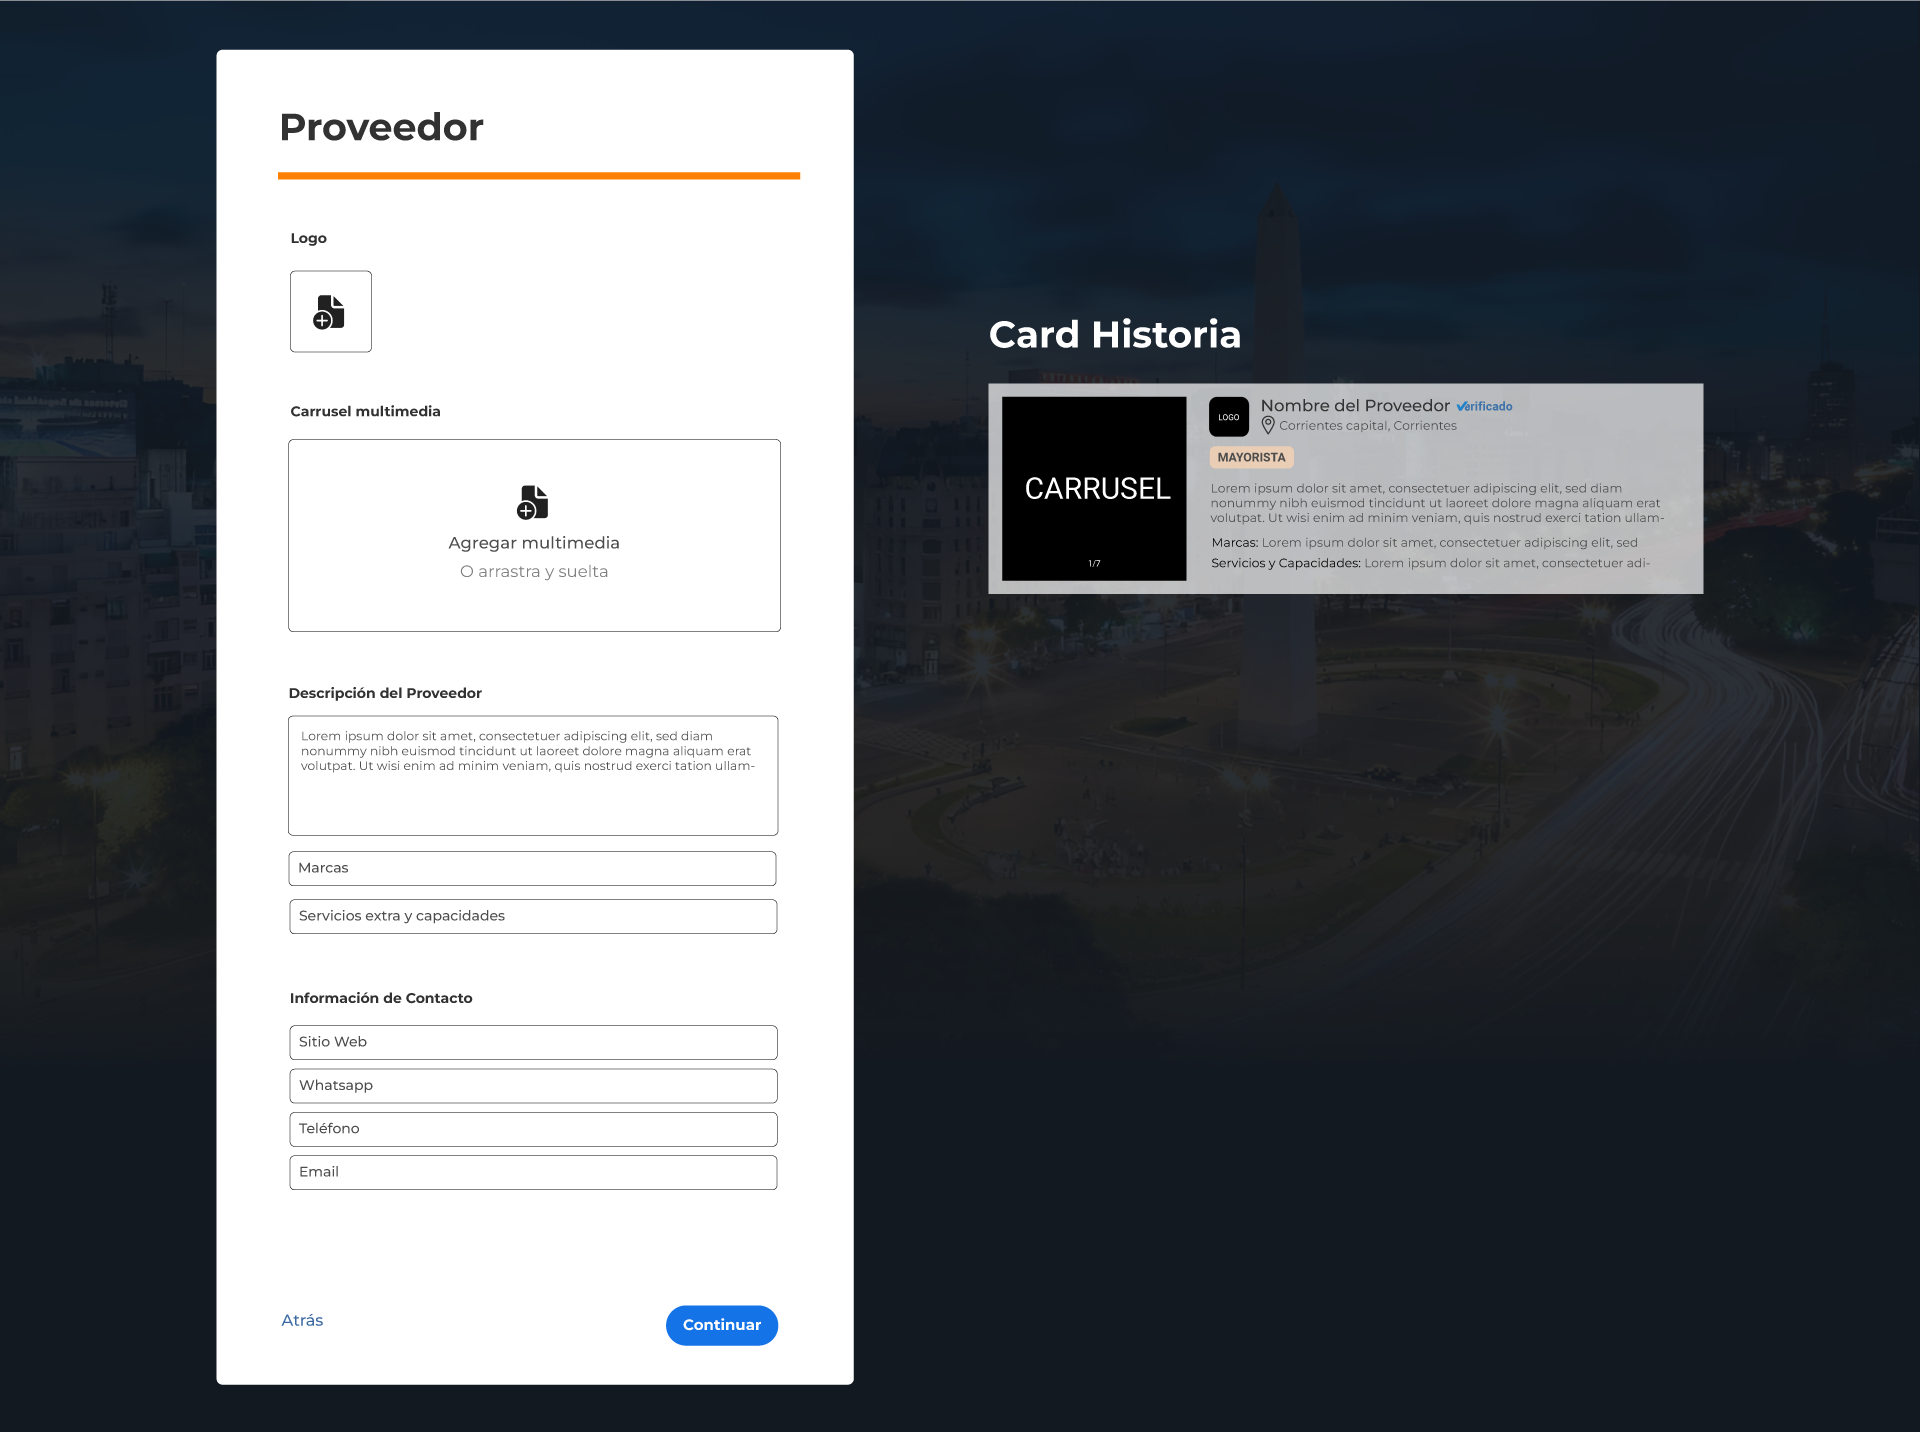 Proveedor
Logo
Carrusel multimedia
Agregar multimedia
O arrastra y suelta
Descripción del Proveedor
Lorem ipsum dolor sit amet, consectetuer adipiscing elit, sed diam
nonummy nibh euismod tincidunt ut laoreet dolore magna aliquam erat
volutpat. Ut wisi enim ad minim veniam, quis nostrud exerci tation ullam-
Marcas
Servicios extra y capacidades
Información de Contacto
Sitio Web
Whatsapp
Teléfono
Email
Atrás
Continuar
Card Historia
CARRUSEL
1/7
LOGO
Nombre del Proveedor Verificado
Corrientes capital, Corrientes
MAYORISTA
Lorem ipsum dolor sit amet, consectetuer adipiscing elit, sed diam
nonummy nibh euismod tincidunt ut laoreet dolore magna aliquam erat
volutpat. Ut wisi enim ad minim veniam, quis nostrud exerci tation ullam-
Marcas: Lorem ipsum dolor sit amet, consectetuer adipiscing elit, sed
Servicios y Capacidades: Lorem ipsum dolor sit amet, consectetuer adi-